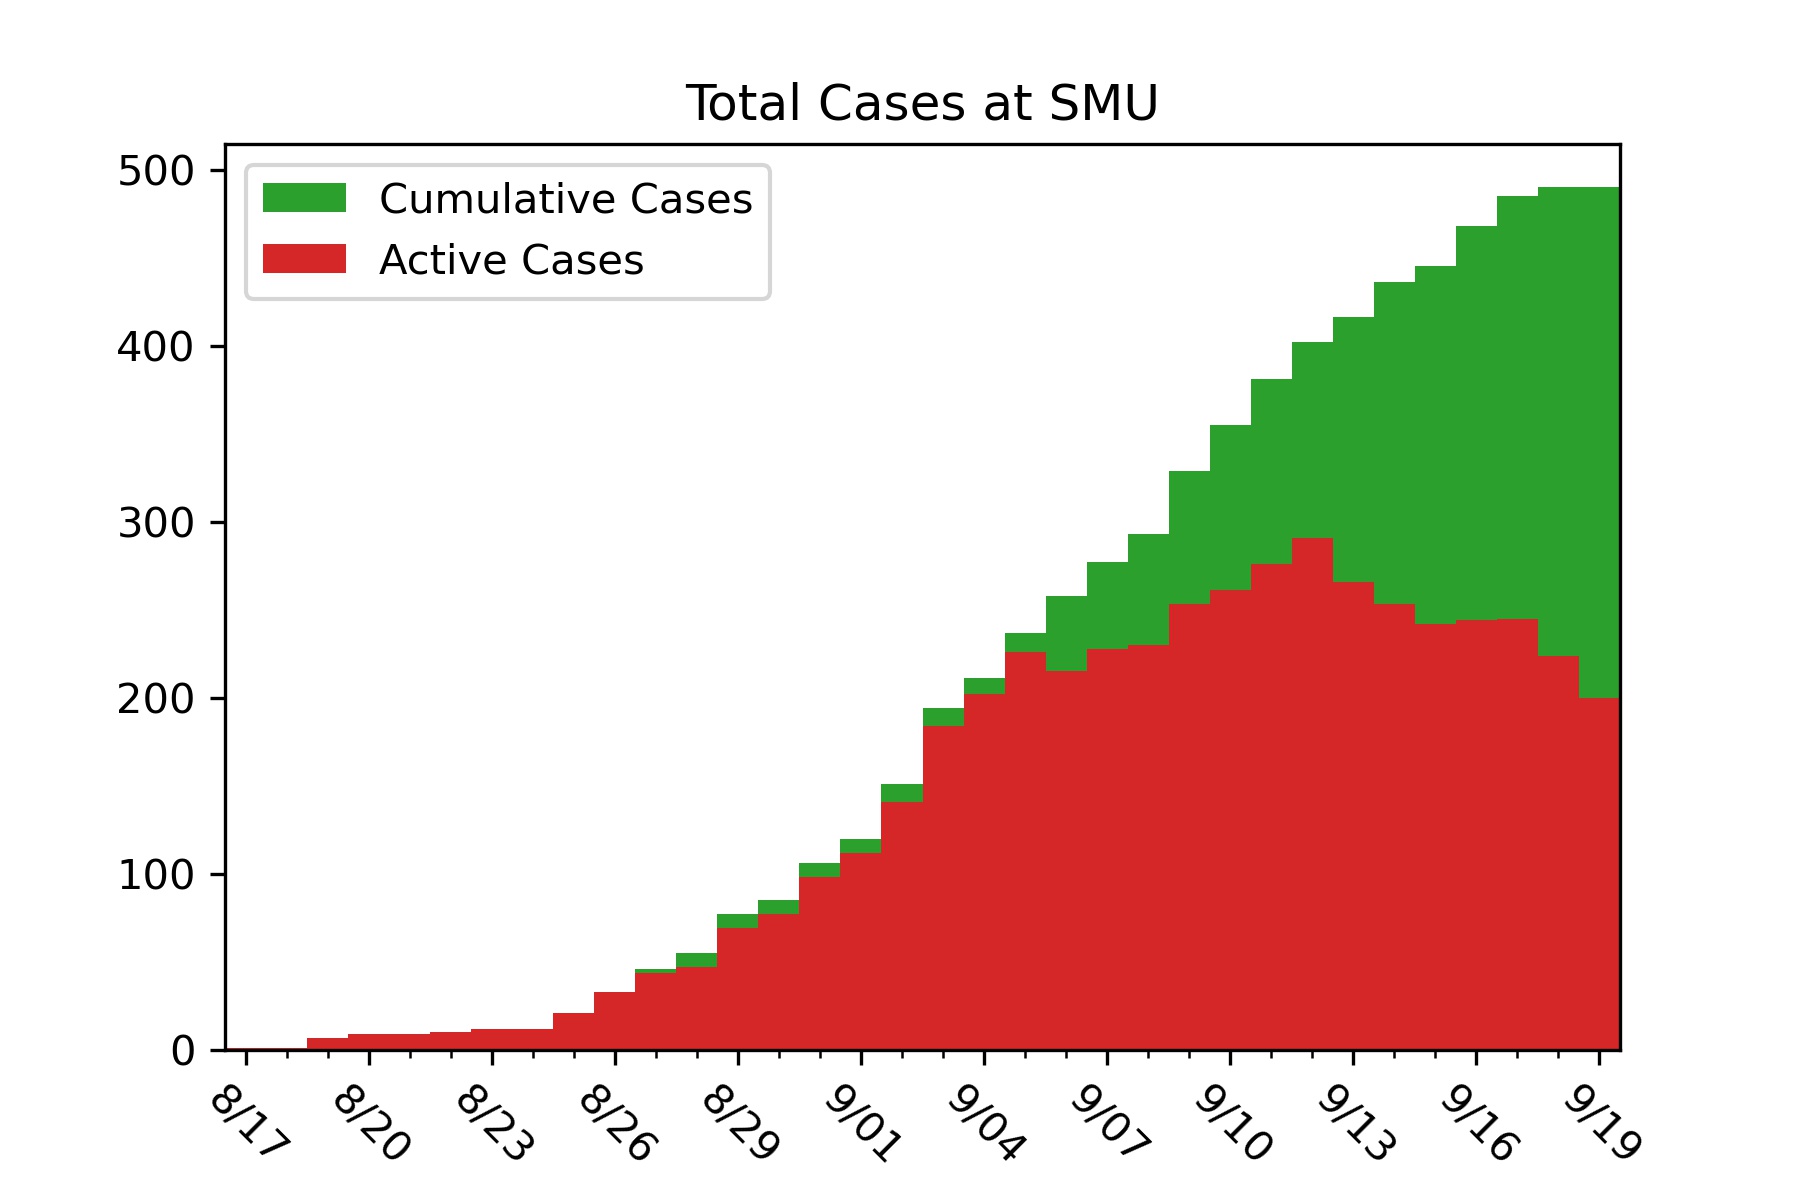 Total Cases at SMU
Cumulative Cases
Active Cases
500
400
300
200
100
0
8/17 8/20 8/23 8/26 8/29 9/01 9/04 9/07 9/10 9/13 9/16 9/19